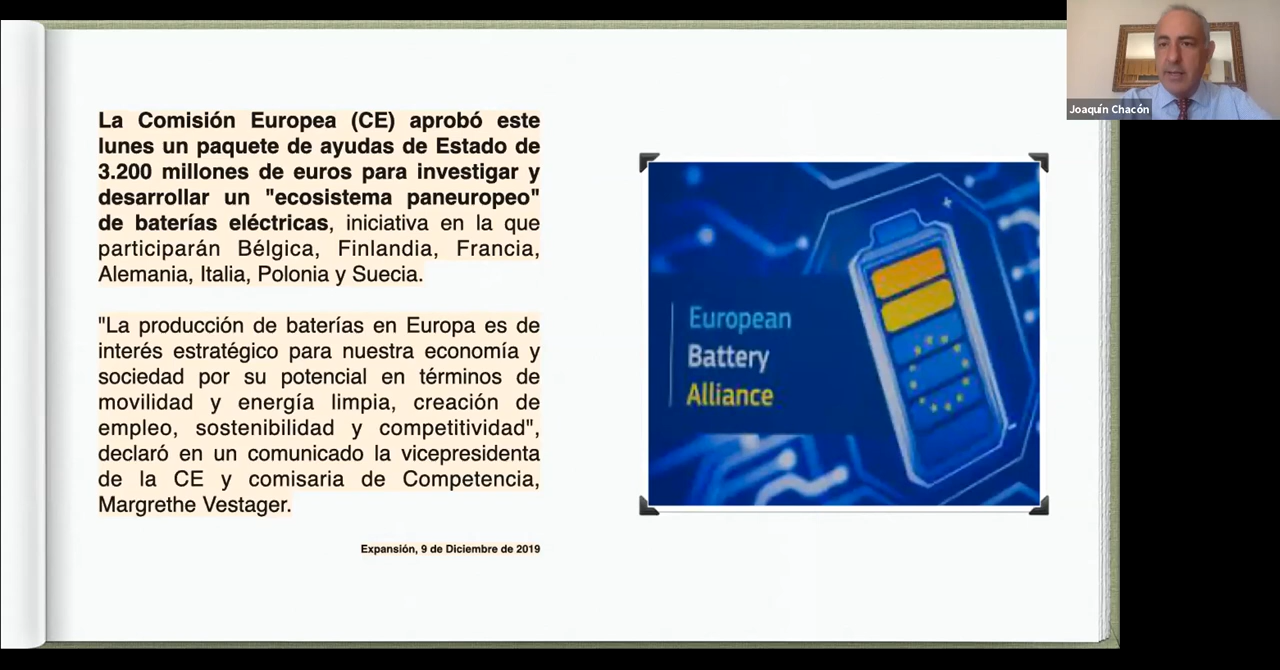 La Comisión Europea (CE) aprobó este
lunes un paquete de ayudas de Estado de
3.200 millones de euros para investigar y
desarrollar un "ecosistema paneuropeo"
de baterías eléctricas, iniciativa en la que
participarán Bélgica, Finlandia, Francia,
Alemania, Italia, Polonia y Suecia.
"La producción de baterías en Europa es de
interés estratégico para nuestra economía y
sociedad por su potencial en términos de
movilidad y energía limpia, creación de
empleo, sostenibilidad y competitividad",
declaró en un comunicado la vicepresidenta
de la CE y comisaria de Competencia,
Margrethe Vestager.
Expansión, 9 de Diciembre de 2019
European
Battery
Alliance
Joaquín Chacón